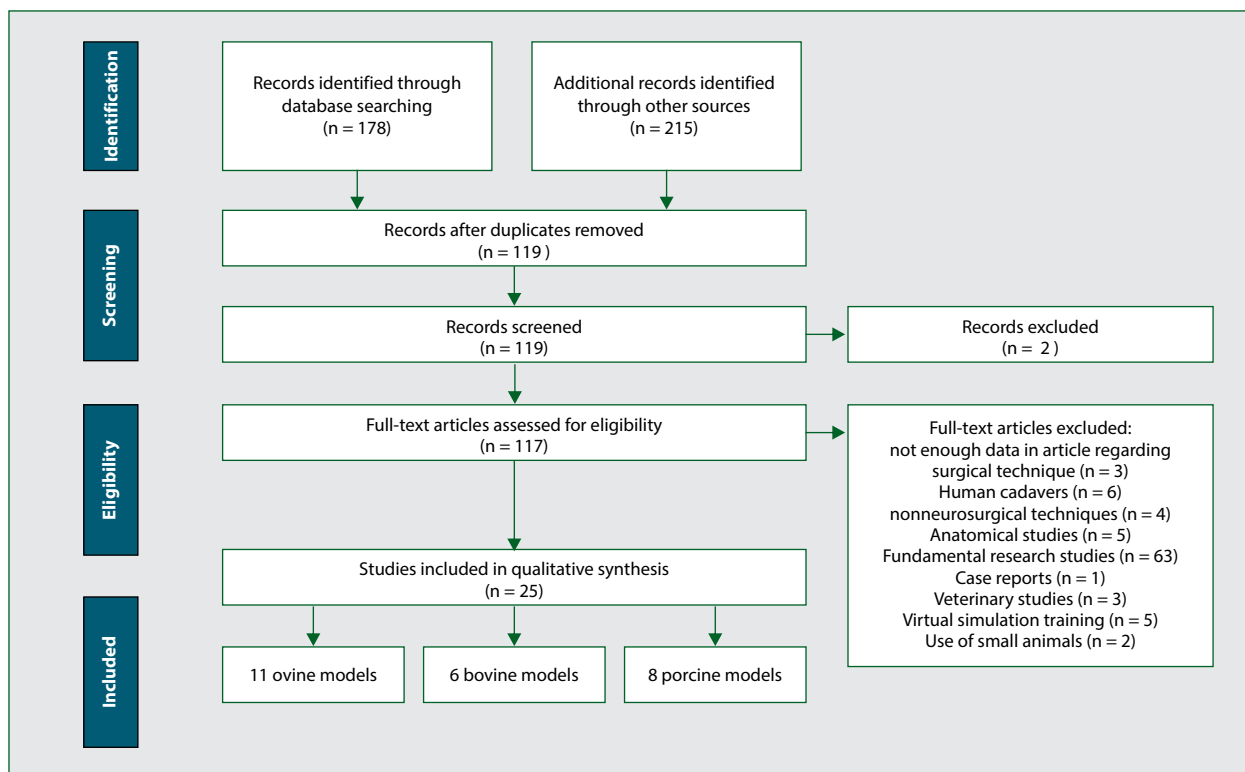 Identification
Records identified through
database searching
(n = 178)
Additional records identified
through other sources
(n = 215)
Screening
Records after duplicates removed
(n = 119 )
Records screened
(n = 119)
Records excluded
(n = 2 )
Eligibility
Full-text articles assessed for eligibility
(n = 117)
Full-text articles excluded:
not enough data in article regarding
surgical technique (n = 3)
Human cadavers (n = 6)
nonneurosurgical techniques (n = 4)
Anatomical studies (n = 5)
Fundamental research studies (n = 63)
Case reports (n = 1)
Veterinary studies (n = 3)
Virtual simulation training (n = 5)
Use of small animals (n = 2)
Studies included in qualitative synthesis
(n = 25)
Included
11 ovine models
6 bovine models
8 porcine models